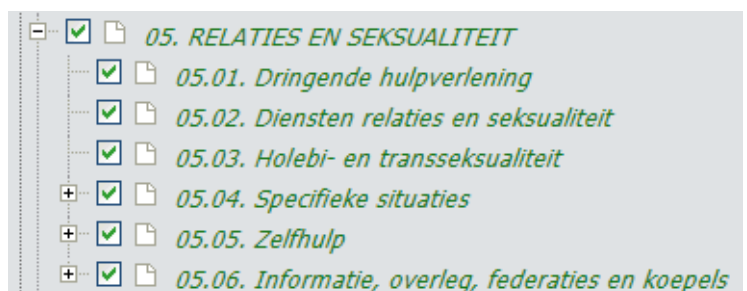 05. RELATIES EN SEKSUALITEIT
05.01. Dringende hulpverlening
05.02. Diensten relaties en seksualiteit
05.03. Holebi- en transseksualiteit
05.04. Specifieke situaties
05.05. Zelfhulp
05.06. Informatie, overleg, federaties en koepels